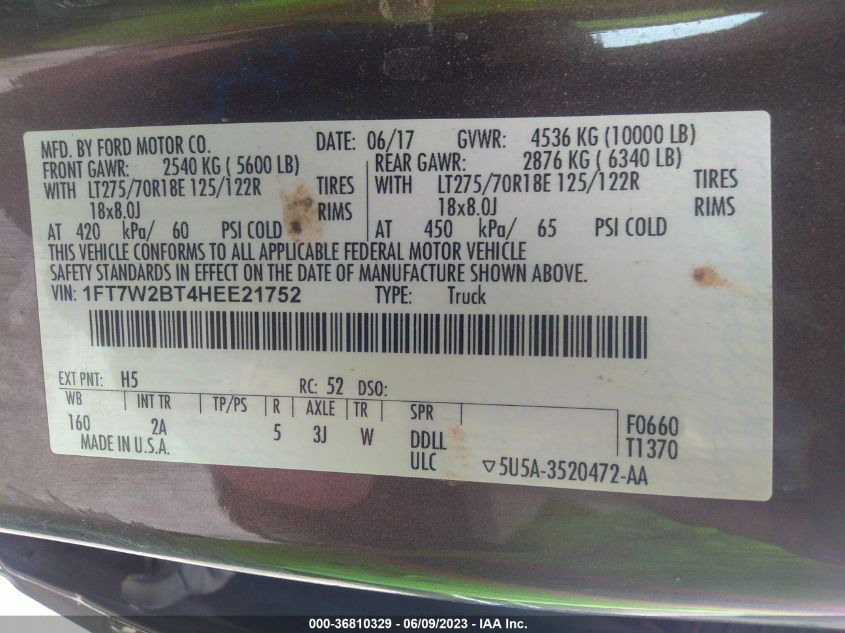 MFD. BY FORD MOTOR CO. DATE: 06/17 GVWR: 4536 KG (10000 LB)
FRONT GAWR: 2540 KG ( 5600 LB) REAR GAWR: 2876 KG ( 6340 LB)
WITH LT275/70R18E 125/122R TIRES WITH LT275/70R18E 125/122R TIRES
18x8.0J RIMS 18x8.0J RIMS
AT 420 kPa/ 60 PSI COLD AT 450 kPa/ 65 PSI COLD
THIS VEHICLE CONFORMS TO ALL APPLICABLE FEDERAL MOTOR VEHICLE
SAFETY STANDARDS IN EFFECT ON THE DATE OF MANUFACTURE SHOWN ABOVE.
VIN: 1FT7W2BT4HEE21752 TYPE: Truck
EXT PNT: H5 RC: 52 DSO:
WB INT TR TP/PS R AXLE TR SPR
160 2A 5 3J W DDLL F0660
MADE IN U.S.A. ULC T1370
▽5U5A-3520472-AA
000-36810329 - 06/09/2023 - IAA Inc.